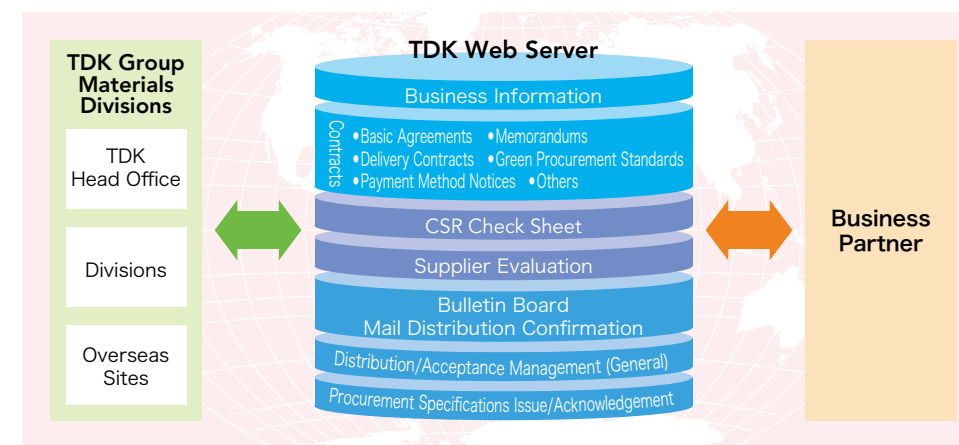 TDK Group
Materials
Divisions
TDK
Head Office
Divisions
Overseas
Sites
TDK Web Server
Business Information
Contracts
•Basic Agreements •Memorandums
•Delivery Contracts •Green Procurement Standards
•Payment Method Notices •Others
CSR Check Sheet
Supplier Evaluation
Bulletin Board
Mail Distribution Confirmation
Distribution/Acceptance Management (General)
Procurement Specifications Issue/Acknowledgement
Business
Partner